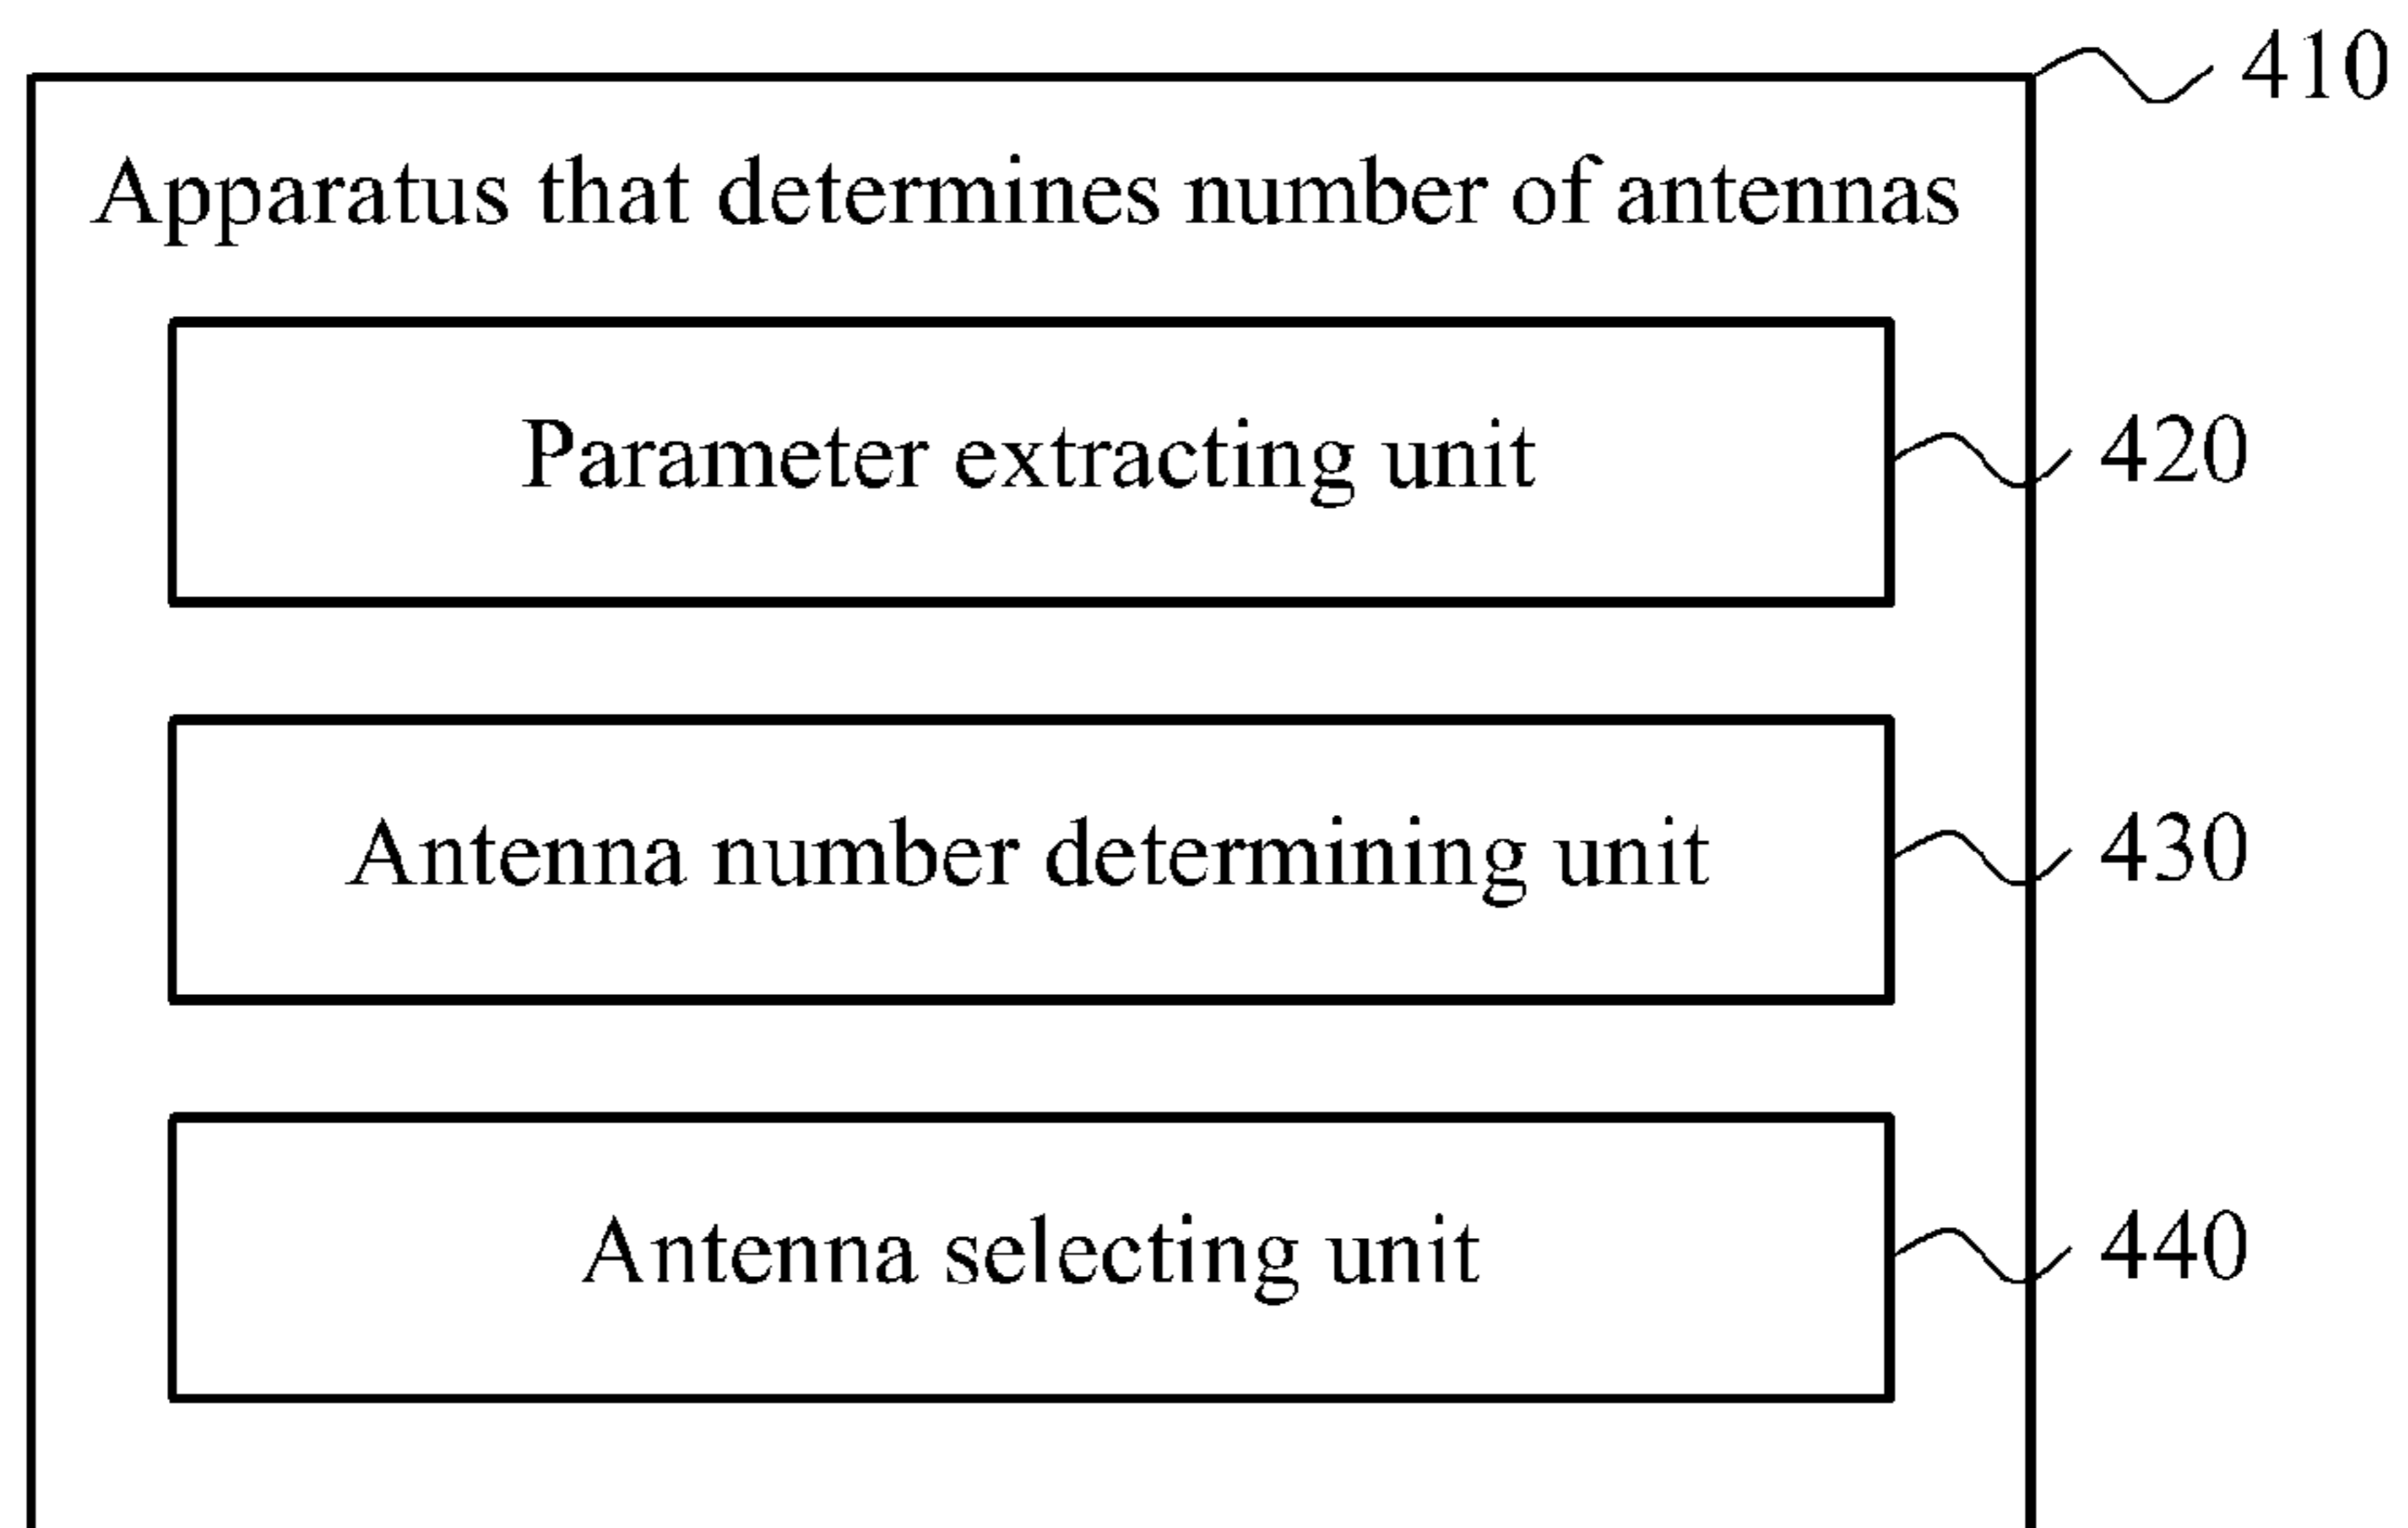 410
Apparatus that determines number of antennas
Parameter extracting unit
420
Antenna number determining unit
430
Antenna selecting unit
440